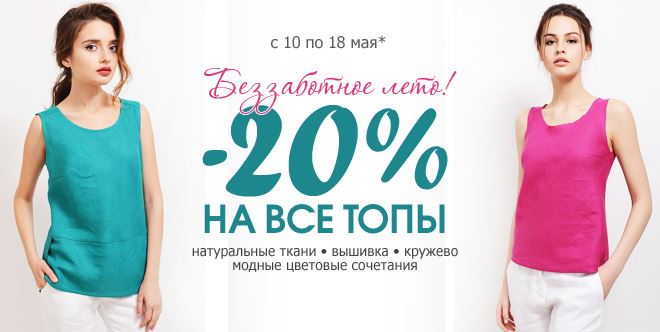 с 10 по 18 мая*
Беззаботное лето!
-20%
НА ВСЕ ТОПЫ
натуральные ткани • вышивка • кружево
модные цветовые сочетания